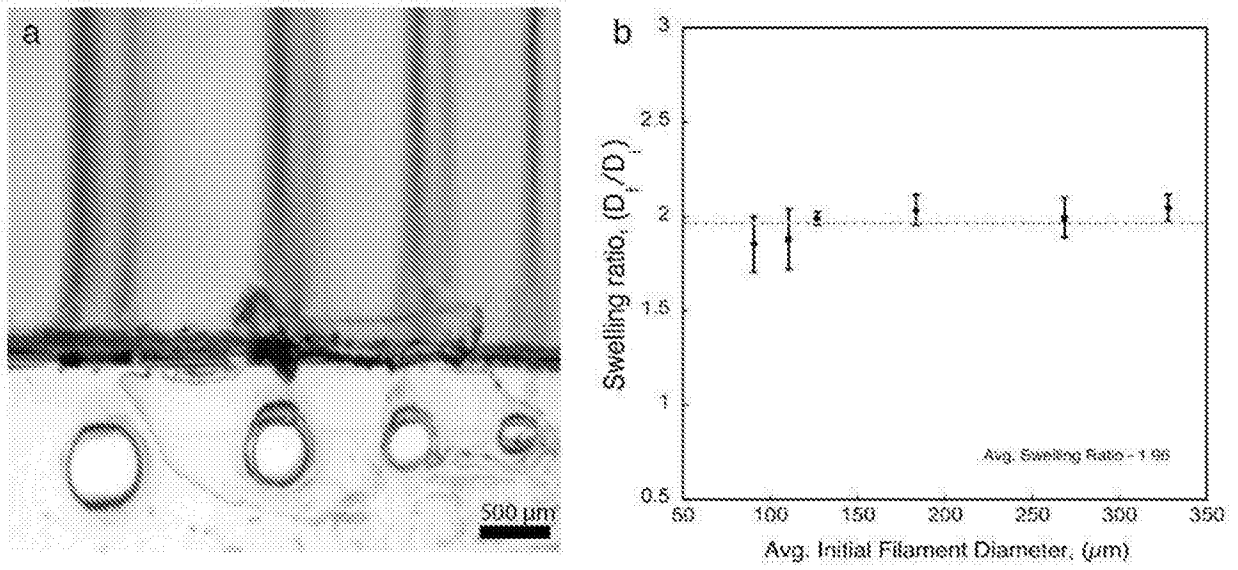 a
500 µm
b
3
2.5
2
1.5
1
0.5
Swelling ratio, (D_f/D_i)
Avg. Swelling Ratio - 1.96
50 100 150 200 250 300 350
Avg. Initial Filament Diameter, (µm)